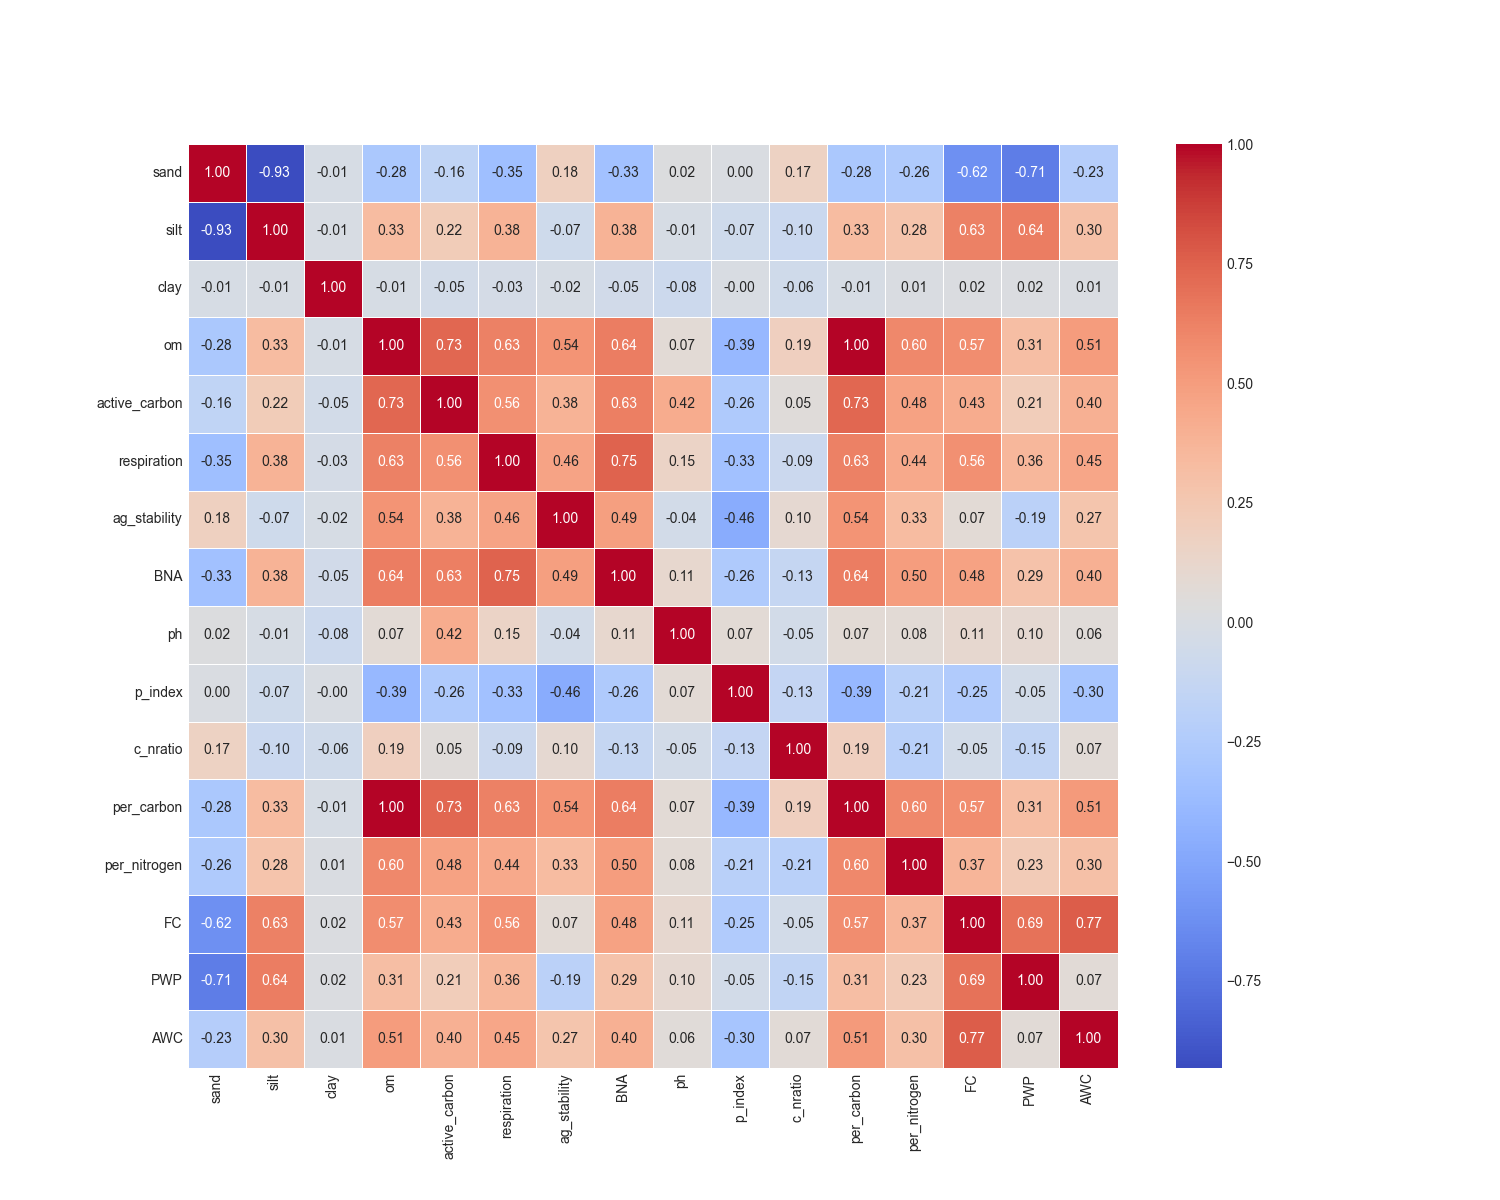 sand 1.00 -0.93 -0.01 -0.28 -0.16 -0.35 0.18 -0.33 0.02 0.00 0.17 -0.28 -0.26 -0.62 -0.71 -0.23
silt -0.93 1.00 -0.01 0.33 0.22 0.38 -0.07 0.38 -0.01 -0.07 -0.10 0.33 0.28 0.63 0.64 0.30
clay -0.01 -0.01 1.00 -0.01 -0.05 -0.03 -0.02 -0.05 -0.08 -0.00 -0.06 -0.01 0.01 0.02 0.02 0.01
om -0.28 0.33 -0.01 1.00 0.73 0.63 0.54 0.64 0.07 -0.39 0.19 1.00 0.60 0.57 0.31 0.51
active_carbon -0.16 0.22 -0.05 0.73 1.00 0.56 0.38 0.63 0.42 -0.26 0.05 0.73 0.48 0.43 0.21 0.40
respiration -0.35 0.38 -0.03 0.63 0.56 1.00 0.46 0.75 0.15 -0.33 -0.09 0.63 0.44 0.56 0.36 0.45
ag_stability 0.18 -0.07 -0.02 0.54 0.38 0.46 1.00 0.49 -0.04 -0.46 0.10 0.54 0.33 0.07 -0.19 0.27
BNA -0.33 0.38 -0.05 0.64 0.63 0.75 0.49 1.00 0.11 -0.26 -0.13 0.64 0.50 0.48 0.29 0.40
ph 0.02 -0.01 -0.08 0.07 0.42 0.15 -0.04 0.11 1.00 0.07 -0.05 0.07 0.08 0.11 0.10 0.06
p_index 0.00 -0.07 -0.00 -0.39 -0.26 -0.33 -0.46 -0.26 0.07 1.00 -0.13 -0.39 -0.21 -0.25 -0.05 -0.30
c_nratio 0.17 -0.10 -0.06 0.19 0.05 -0.09 0.10 -0.13 -0.05 -0.13 1.00 0.19 -0.21 -0.05 -0.15 0.07
per_carbon -0.28 0.33 -0.01 1.00 0.73 0.63 0.54 0.64 0.07 -0.39 0.19 1.00 0.60 0.57 0.31 0.51
per_nitrogen -0.26 0.28 0.01 0.60 0.48 0.44 0.33 0.50 0.08 -0.21 -0.21 0.60 1.00 0.37 0.23 0.30
FC -0.62 0.63 0.02 0.57 0.43 0.56 0.07 0.48 0.11 -0.25 -0.05 0.57 0.37 1.00 0.69 0.77
PWP -0.71 0.64 0.02 0.31 0.21 0.36 -0.19 0.29 0.10 -0.05 -0.15 0.31 0.23 0.69 1.00 0.07
AWC -0.23 0.30 0.01 0.51 0.40 0.45 0.27 0.40 0.06 -0.30 0.07 0.51 0.30 0.77 0.07 1.00
sand silt clay om active_carbon respiration ag_stability BNA ph p_index c_nratio per_carbon per_nitrogen FC PWP AWC
1.00
0.75
0.50
0.25
0.00
−0.25
−0.50
−0.75